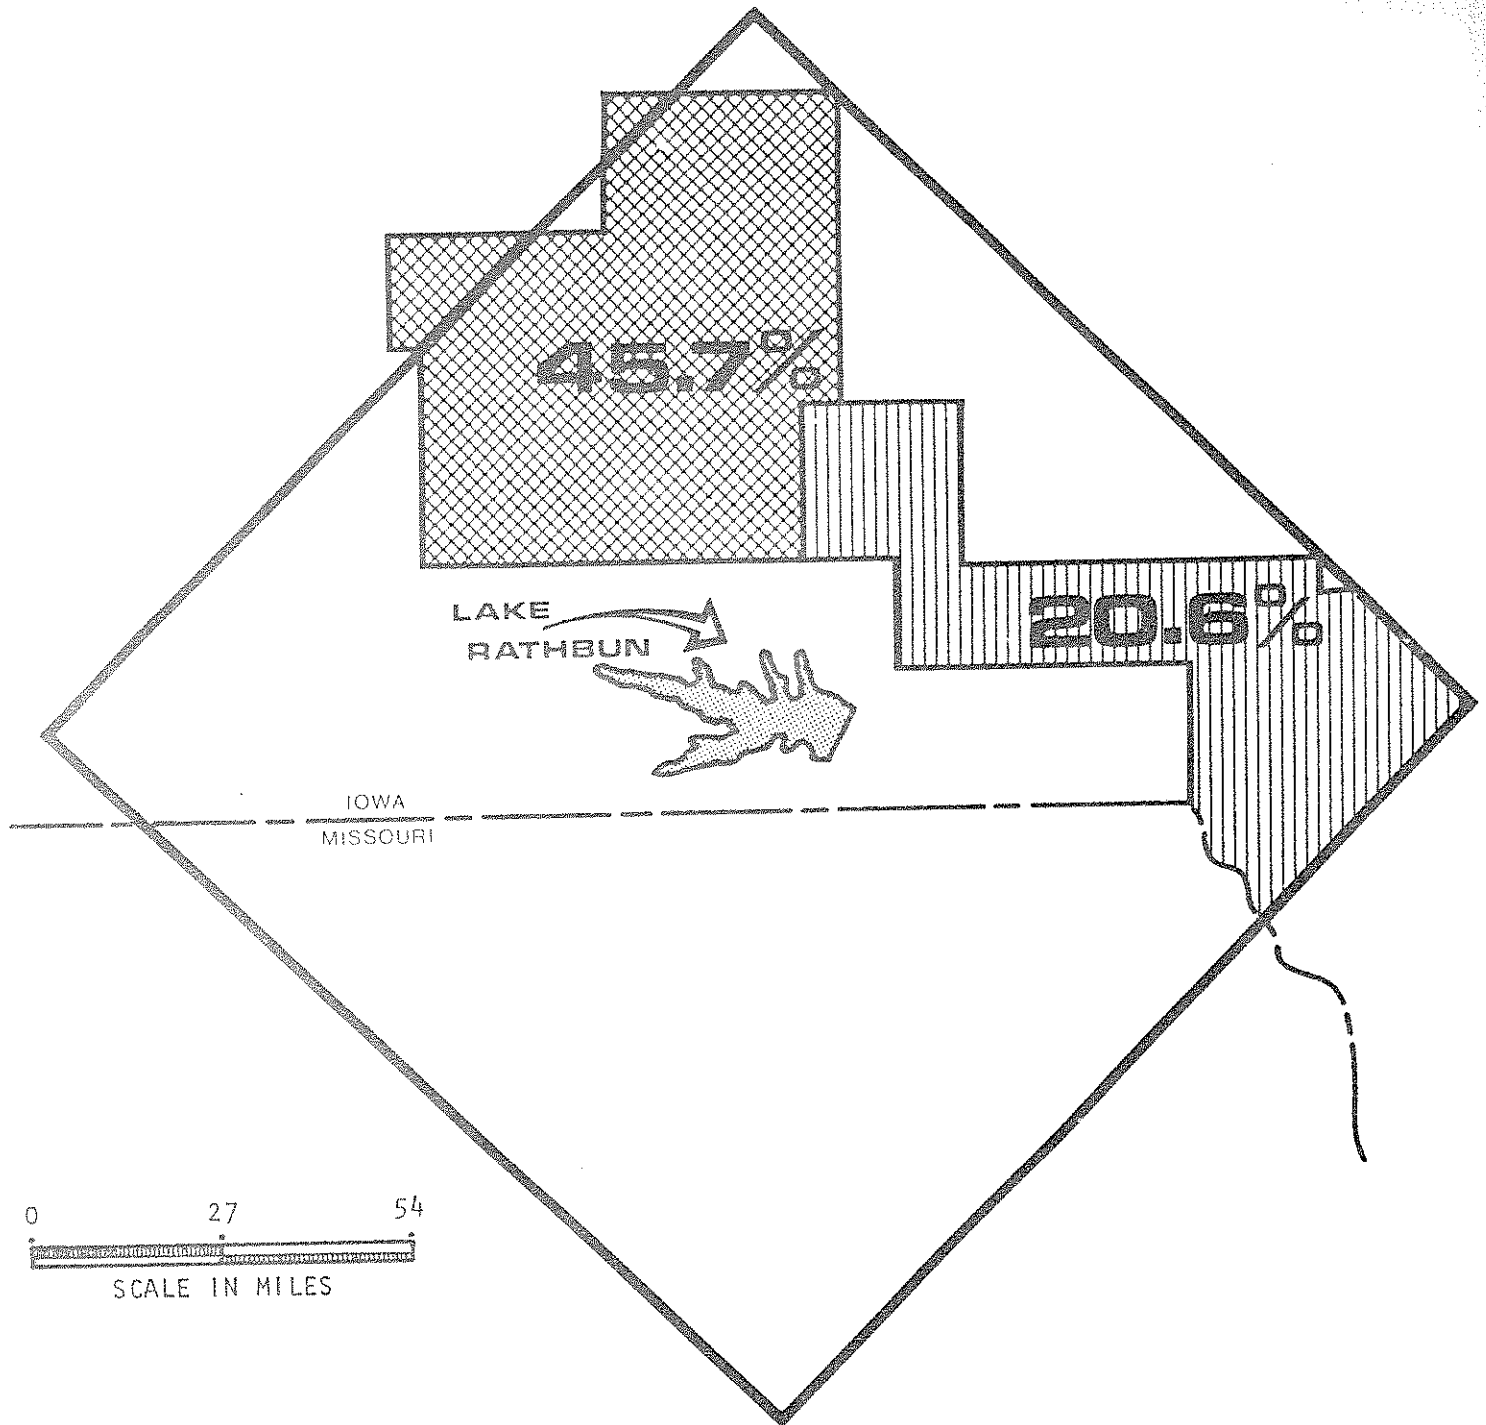 45.7%
20.6%
LAKE
RATHBUN
IOWA
MISSOURI
0 27 54
SCALE IN MILES